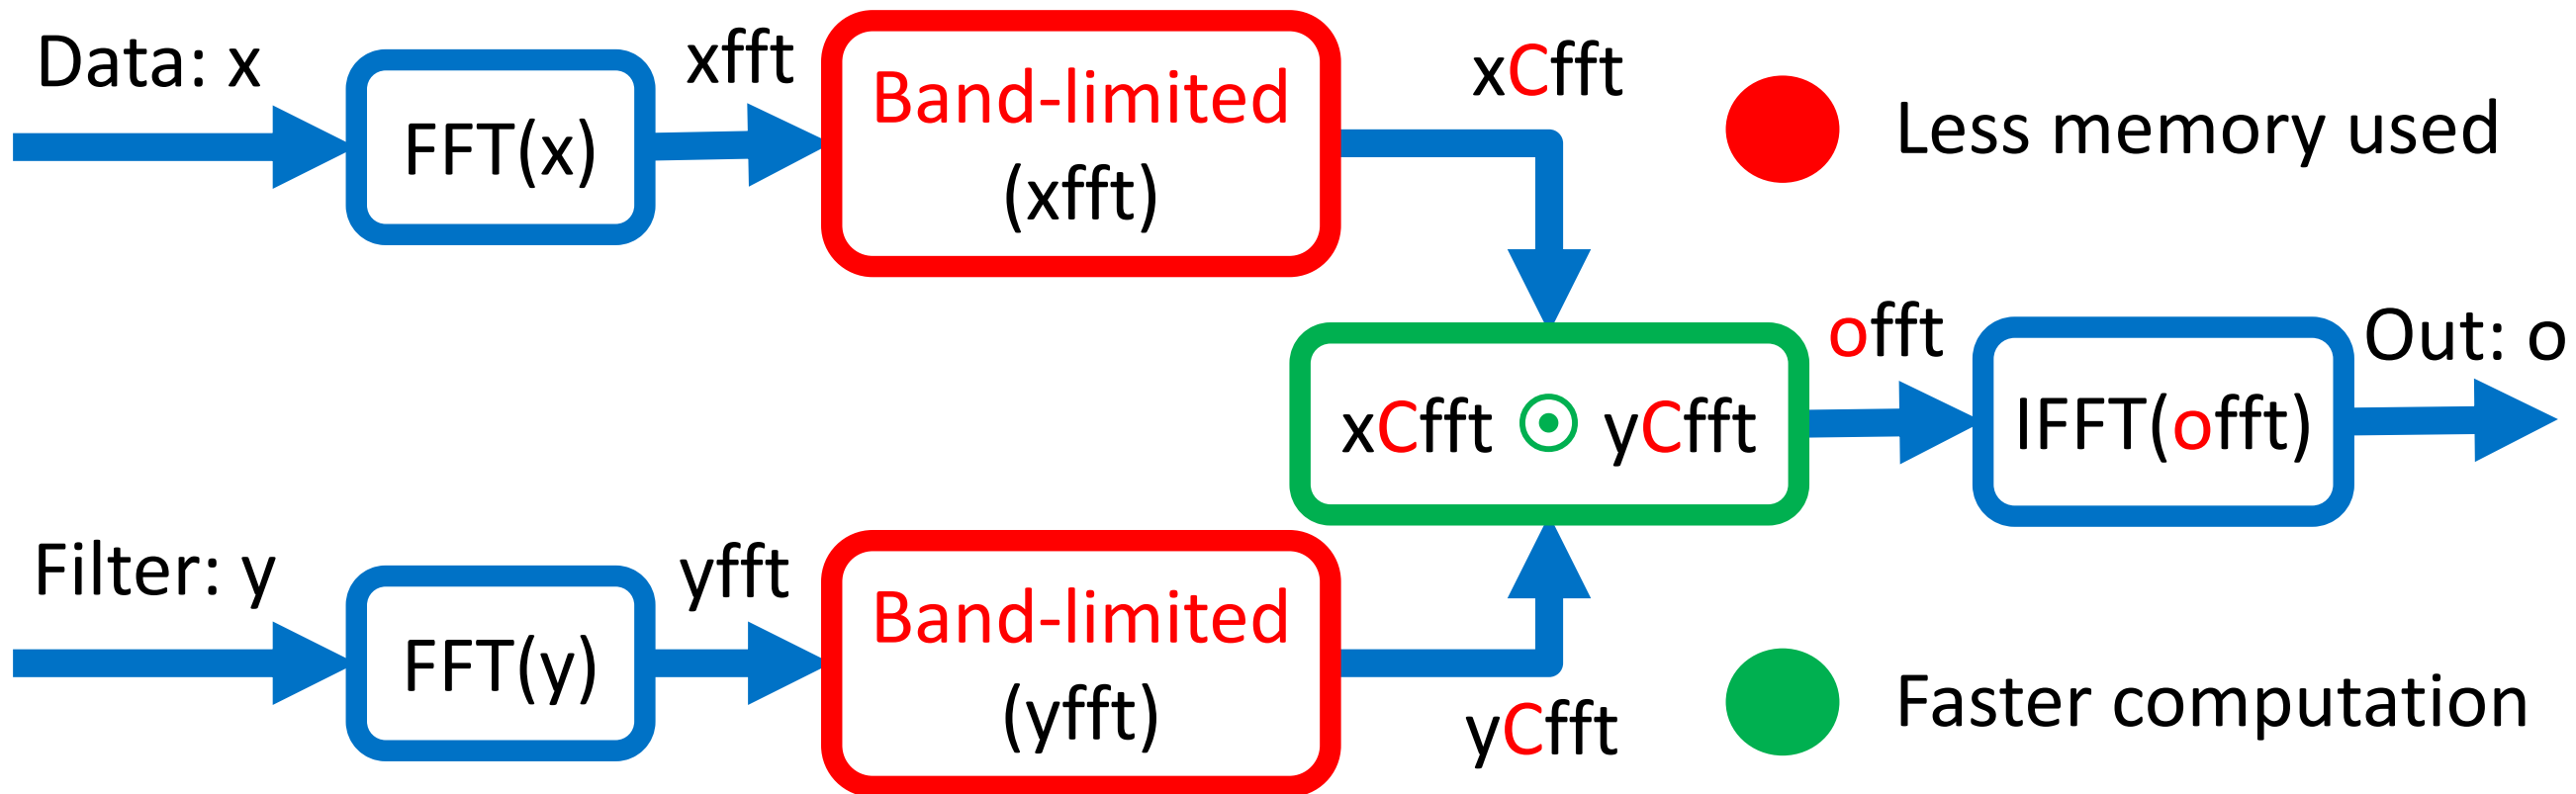 Data: x
FFT(x)
xfft
Band-limited
(xfft)
xCfft
Less memory used
xCfft ⊙ yCfft
offt
IFFT(offt)
Out: o
Filter: y
FFT(y)
yfft
Band-limited
(yfft)
yCfft
Faster computation